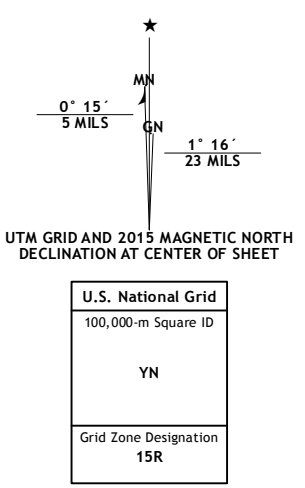 MN
0° 15´
5 MILS
GN
1° 16´
23 MILS
UTM GRID AND 2015 MAGNETIC NORTH
DECLINATION AT CENTER OF SHEET
U.S. National Grid
100,000-m Square ID
YN
Grid Zone Designation
15R